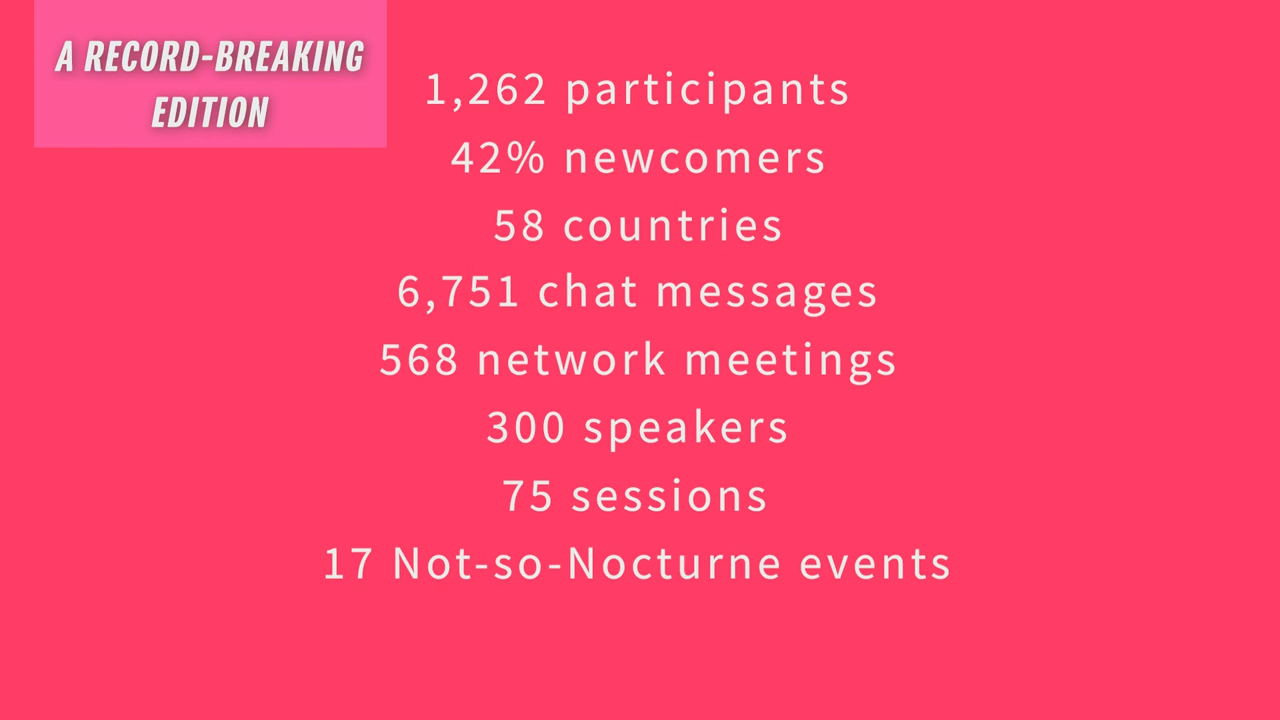 A RECORD-BREAKING
EDITION
1,262 participants
42% newcomers
58 countries
6,751 chat messages
568 network meetings
300 speakers
75 sessions
17 Not-so-Nocturne events